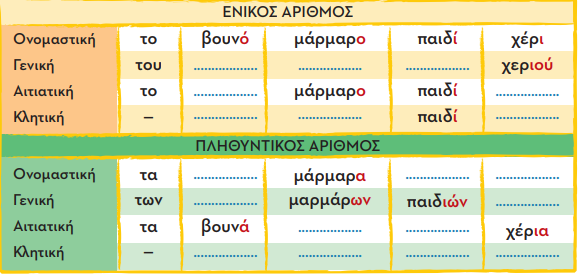 ΕΝΙΚΟΣ ΑΡΙΘΜΟΣ
Ονομαστική το βουνό μάρμαρο παιδί χέρι
Γενική του .................. .................. .................. χεριού
Αιτιατική το .................. μάρμαρο παιδί ..................
Κλητική – .................. .................. παιδί ..................
ΠΛΗΘΥΝΤΙΚΟΣ ΑΡΙΘΜΟΣ
Ονομαστική τα .................. μάρμαρα .................. ..................
Γενική των .................. μαρμάρων παιδιών ..................
Αιτιατική τα βουνά .................. .................. χέρια
Κλητική – .................. .................. .................. ..................